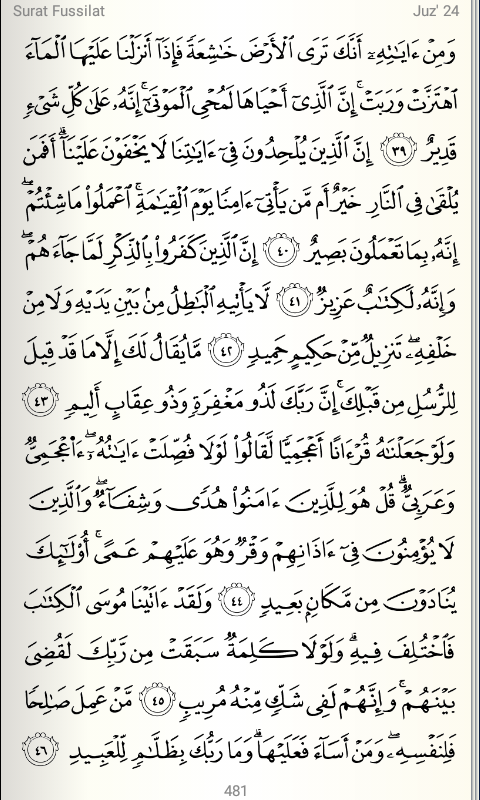 Surat Fussilat
Juz' 24
وَمِنْ ءَايَٰتِهِۦٓ أَنَّكَ تَرَى ٱلْأَرْضَ خَٰشِعَةً فَإِذَآ أَنزَلْنَا عَلَيْهَا ٱلْمَآءَ
ٱهْتَزَّتْ وَرَبَتْ ۚ إِنَّ ٱلَّذِىٓ أَحْيَاهَا لَمُحْىِ ٱلْمَوْتَىٰٓ ۚ إِنَّهُۥ عَلَىٰ كُلِّ شَىْءٍ
قَدِيرٌ ٣٩ إِنَّ ٱلَّذِينَ يُلْحِدُونَ فِىٓ ءَايَٰتِنَا لَا يَخْفَوْنَ عَلَيْنَآ ۗ أَفَمَن
يُلْقَىٰ فِى ٱلنَّارِ خَيْرٌ أَم مَّن يَأْتِىٓ ءَامِنًا يَوْمَ ٱلْقِيَٰمَةِ ۚ ٱعْمَلُوا۟ مَا شِئْتُمْ ۖ
إِنَّهُۥ بِمَا تَعْمَلُونَ بَصِيرٌ ٤٠ إِنَّ ٱلَّذِينَ كَفَرُوا۟ بِٱلذِّكْرِ لَمَّا جَآءَهُمْ ۖ
وَإِنَّهُۥ لَكِتَٰبٌ عَزِيزٌ ٤١ لَّا يَأْتِيهِ ٱلْبَٰطِلُ مِنۢ بَيْنِ يَدَيْهِ وَلَا مِنْ
خَلْفِهِۦ ۖ تَنزِيلٌ مِّنْ حَكِيمٍ حَمِيدٍ ٤٢ مَّا يُقَالُ لَكَ إِلَّا مَا قَدْ قِيلَ
لِلرُّسُلِ مِن قَبْلِكَ ۚ إِنَّ رَبَّكَ لَذُو مَغْفِرَةٍ وَذُو عِقَابٍ أَلِيمٍ ٤٣
وَلَوْ جَعَلْنَٰهُ قُرْءَانًا أَعْجَمِيًّا لَّقَالُوا۟ لَوْلَا فُصِّلَتْ ءَايَٰتُهُۥٓ ۖ ءَا۬عْجَمِىٌّ
وَعَرَبِىٌّ ۗ قُلْ هُوَ لِلَّذِينَ ءَامَنُوا۟ هُدًى وَشِفَآءٌ ۖ وَٱلَّذِينَ
لَا يُؤْمِنُونَ فِىٓ ءَاذَانِهِمْ وَقْرٌ وَهُوَ عَلَيْهِمْ عَمًى ۚ أُو۟لَٰٓئِكَ
يُنَادَوْنَ مِن مَّكَانٍۭ بَعِيدٍ ٤٤ وَلَقَدْ ءَاتَيْنَا مُوسَى ٱلْكِتَٰبَ
فَٱخْتُلِفَ فِيهِ ۗ وَلَوْلَا كَلِمَةٌ سَبَقَتْ مِن رَّبِّكَ لَقُضِىَ
بَيْنَهُمْ ۚ وَإِنَّهُمْ لَفِى شَكٍّ مِّنْهُ مُرِيبٍ ٤٥ مَّنْ عَمِلَ صَٰلِحًا
فَلِنَفْسِهِۦ ۖ وَمَنْ أَسَآءَ فَعَلَيْهَا ۗ وَمَا رَبُّكَ بِظَلَّٰمٍ لِّلْعَبِيدِ ٤٦
481